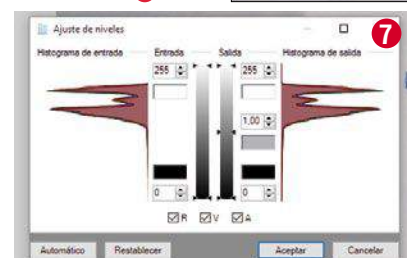 Ajuste de niveles
7
Histograma de entrada Entrada Salida Histograma de salida
255 255
1,00
0 0
R V A
Automático Restablecer Aceptar Cancelar